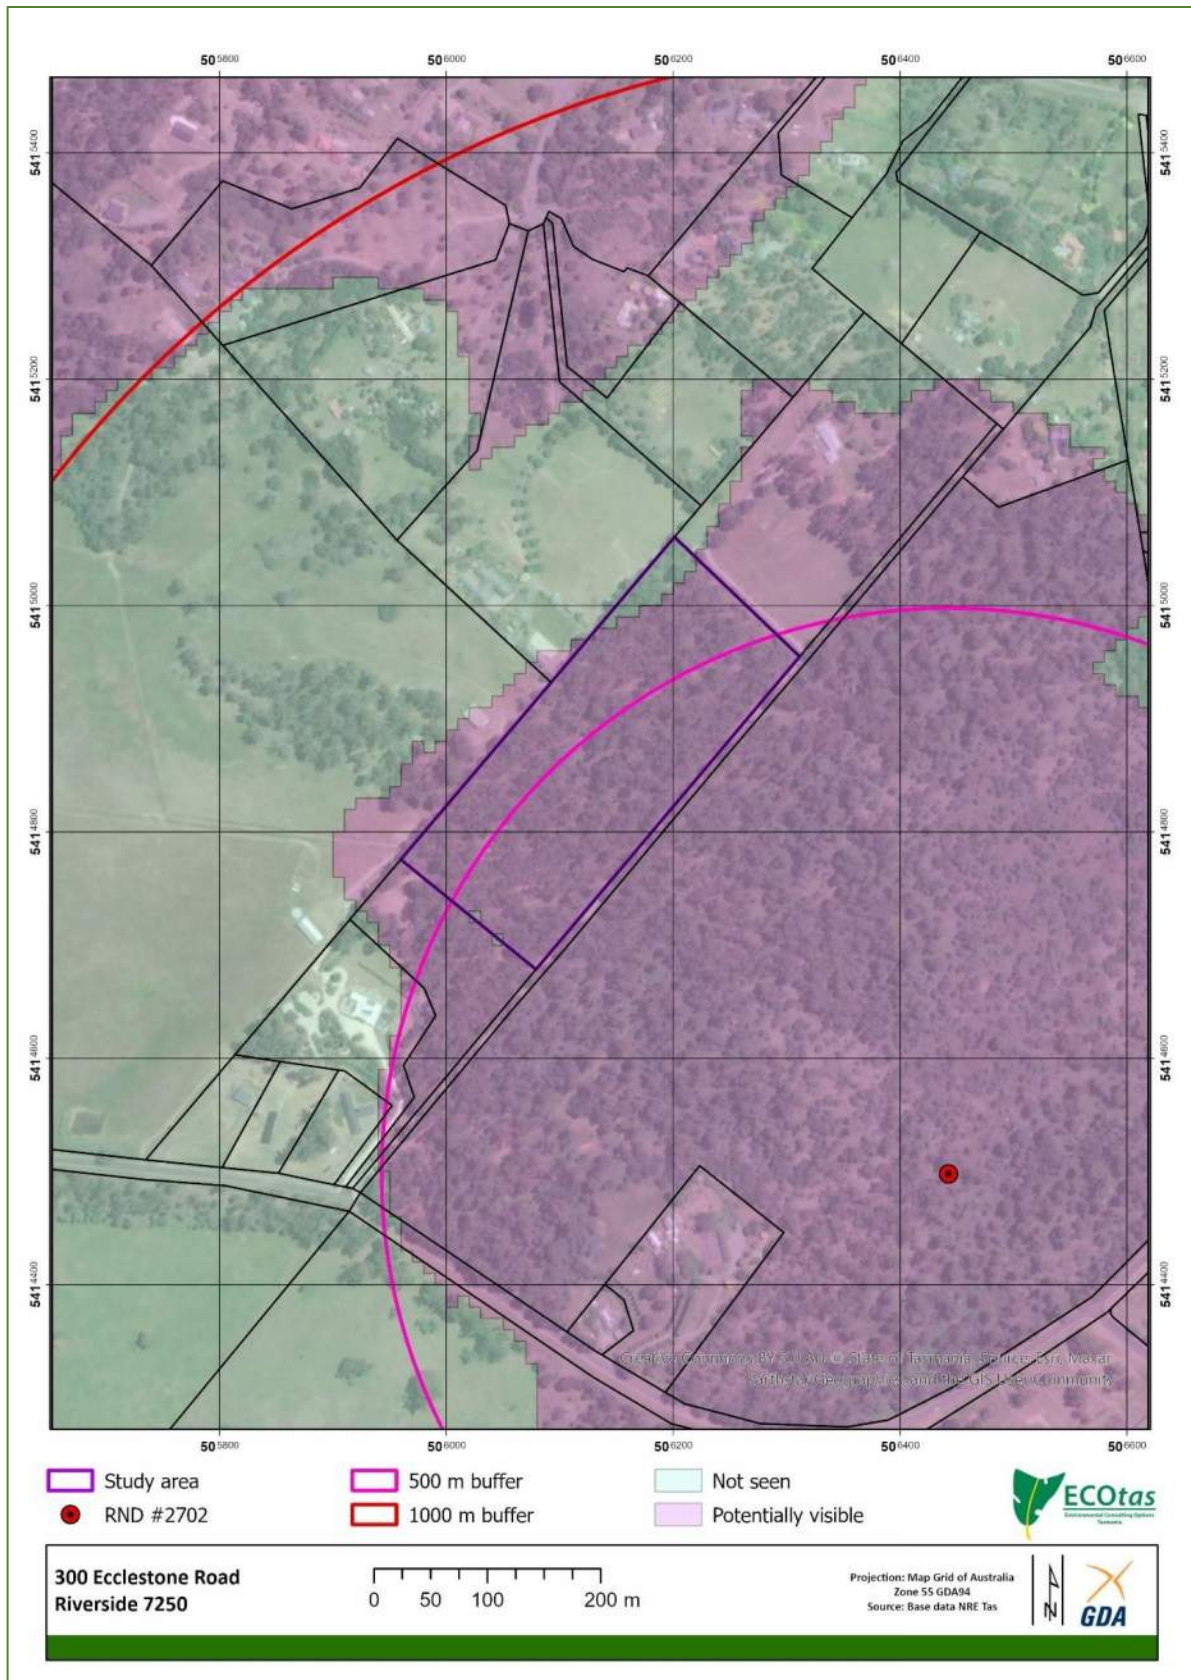 505800 506000 506200 506400 506600
5415400 5415400
5415200 5415200
5415000 5415000
5414800 5414800
5414600 5414600
5414400 5414400
Creative Commons BY 3.0 AU © State of Tasmania, Source: Esri, Maxar,
Earthstar Geographics, and the GIS User Community
505800 506000 506200 506400 506600
Study area
RND #2702
500 m buffer
1000 m buffer
Not seen
Potentially visible
ECOtas
Environmental Consulting Options
Tasmania
300 Ecclestone Road
Riverside 7250
0 50 100 200 m
Projection: Map Grid of Australia
Zone 55 GDA94
Source: Base data NRE Tas
N
GDA